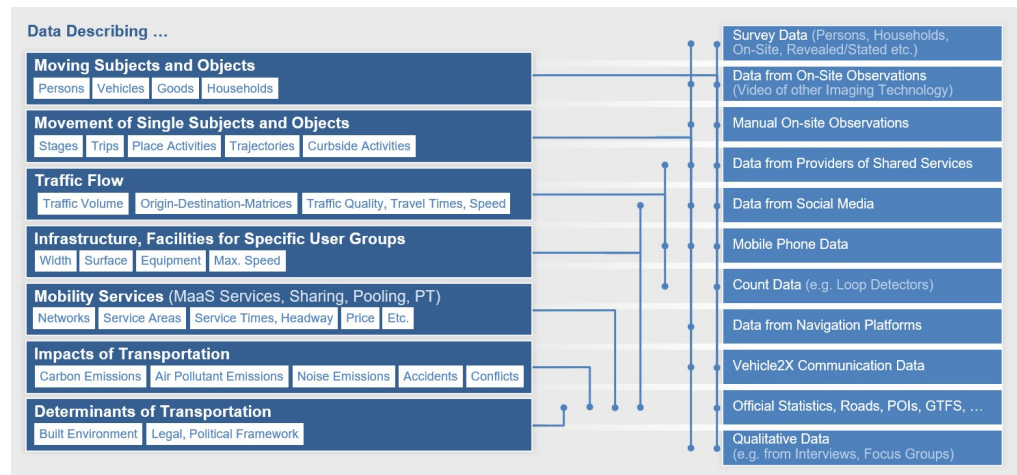 Data Describing ...
Moving Subjects and Objects
Persons Vehicles Goods Households
Movement of Single Subjects and Objects
Stages Trips Place Activities Trajectories Curbside Activities
Traffic Flow
Traffic Volume Origin-Destination-Matrices Traffic Quality, Travel Times, Speed
Infrastructure, Facilities for Specific User Groups
Width Surface Equipment Max. Speed
Mobility Services (MaaS Services, Sharing, Pooling, PT)
Networks Service Areas Service Times, Headway Price Etc.
Impacts of Transportation
Carbon Emissions Air Pollutant Emissions Noise Emissions Accidents Conflicts
Determinants of Transportation
Built Environment Legal, Political Framework
Survey Data (Persons, Households,
On-Site, Revealed/Stated etc.)
Data from On-Site Observations
(Video of other Imaging Technology)
Manual On-site Observations
Data from Providers of Shared Services
Data from Social Media
Mobile Phone Data
Count Data (e.g. Loop Detectors)
Data from Navigation Platforms
Vehicle2X Communication Data
Official Statistics, Roads, POIs, GTFS, ...
Qualitative Data
(e.g. from Interviews, Focus Groups)